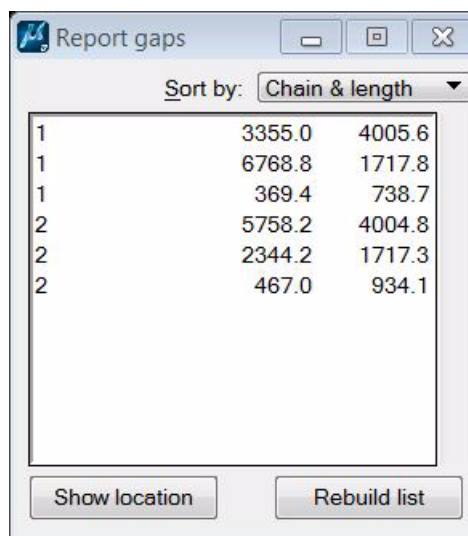 Report gaps
Sort by: Chain & length
1 3355.0 4005.6
1 6768.8 1717.8
1 369.4 738.7
2 5758.2 4004.8
2 2344.2 1717.3
2 467.0 934.1
Show location Rebuild list